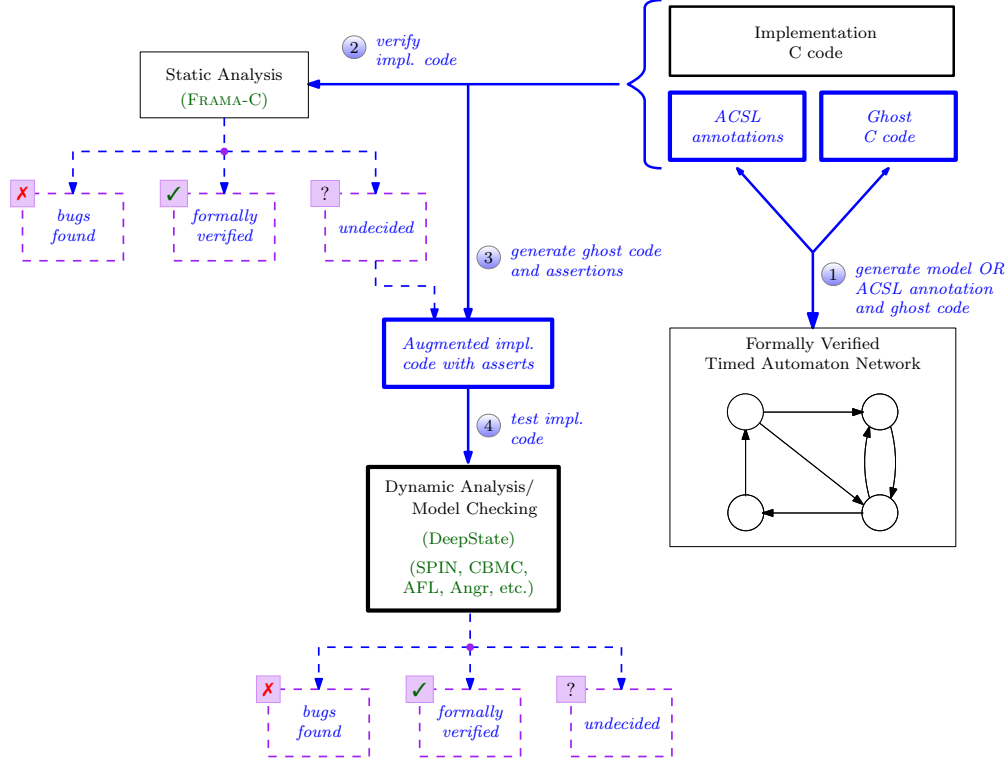 Implementation
C code
2
verify
impl. code
Static Analysis
(Frama-C)
ACSL
annotations
Ghost
C code
✗
bugs
found
✓
formally
verified
?
undecided
3
generate ghost code
and assertions
1
generate model OR
ACSL annotation
and ghost code
Augmented impl.
code with asserts
Formally Verified
Timed Automaton Network
4
test impl.
code
Dynamic Analysis/
Model Checking
(DeepState)
(SPIN, CBMC,
AFL, Angr, etc.)
✗
bugs
found
✓
formally
verified
?
undecided